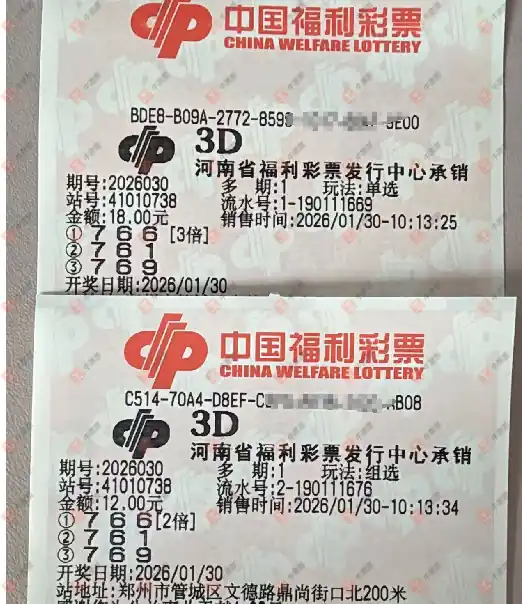 中国福利彩票
CHINA WELFARE LOTTERY
BDE8-B09A-2772-859
E00
3D
河南省福利彩票发行中心承销
期号:2026030 多 期:1 玩法:单选
站号:41010738 流水号:1-190111669
金额:18.00元 销售时间:2026/01/30-10:13:25
① 7 6 6 [3倍]
② 7 6 1
③ 7 6 9
开奖日期:2026/01/30
中国福利彩票
CHINA WELFARE LOTTERY
C514-70A4-D8EF-C
B08
3D
河南省福利彩票发行中心承销
期号:2026030 多 期:1 玩法:组选
站号:41010738 流水号:2-190111676
金额:12.00元 销售时间:2026/01/30-10:13:34
① 7 6 6 [2倍]
② 7 6 1
③ 7 6 9
开奖日期:2026/01/30
站地址:郑州市管城区文德路鼎尚街口北200米